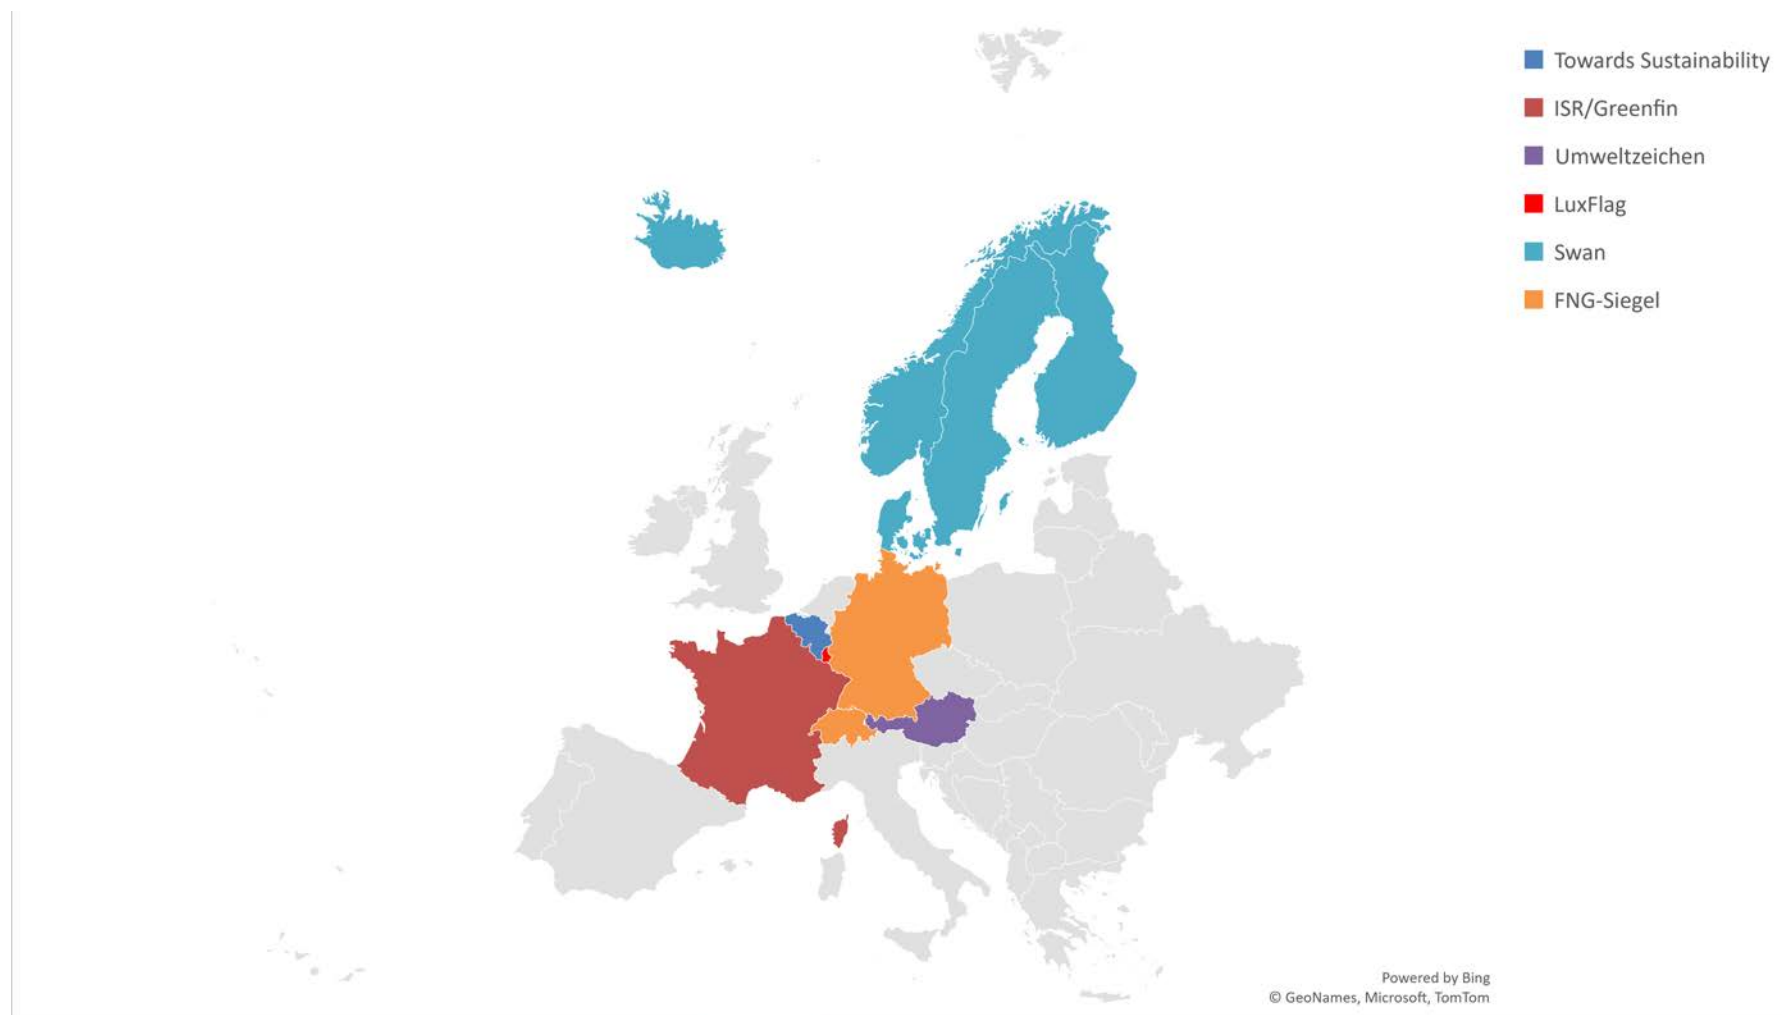 Towards Sustainability
ISR/Greenfin
Umweltzeichen
LuxFlag
Swan
FNG-Siegel
Powered by Bing
© GeoNames, Microsoft, TomTom